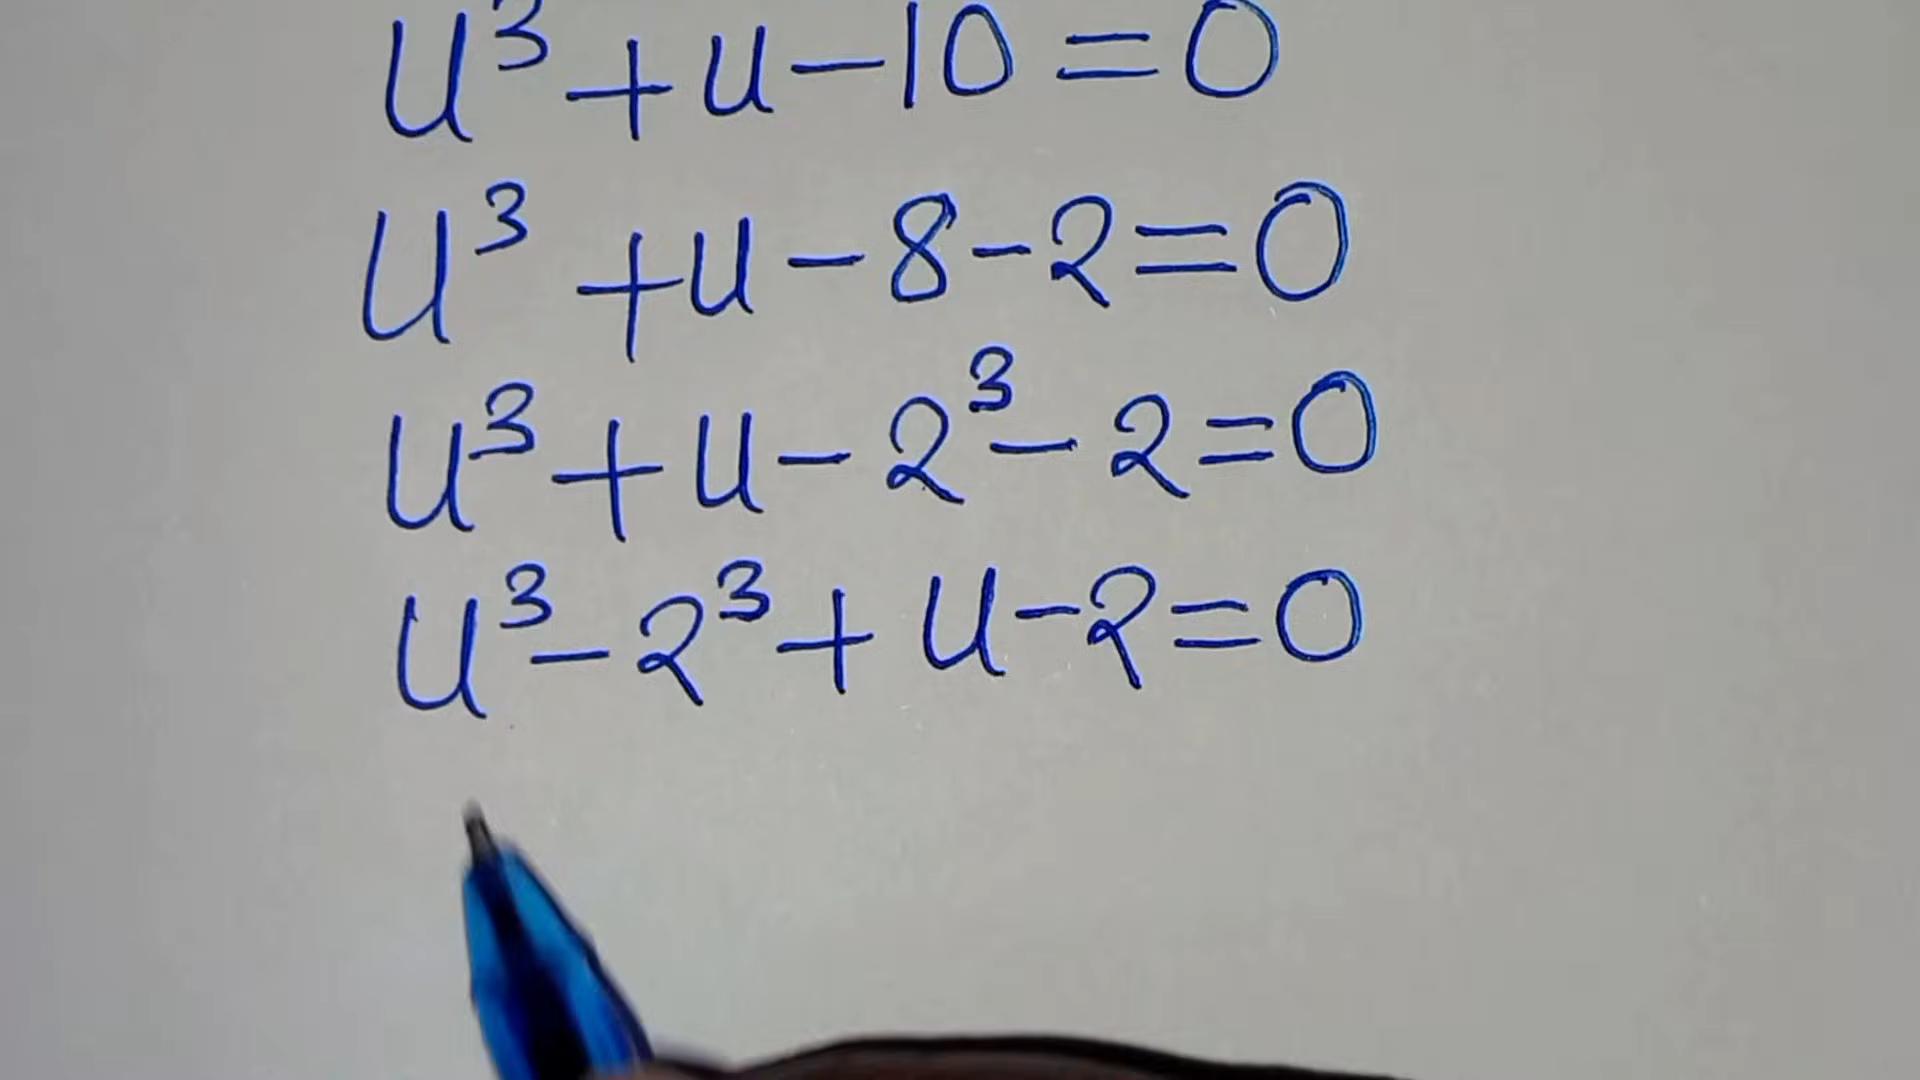 u³ + u - 10 = 0
u³ + u - 8 - 2 = 0
u³ + u - 2³ - 2 = 0
u³ - 2³ + u - 2 = 0